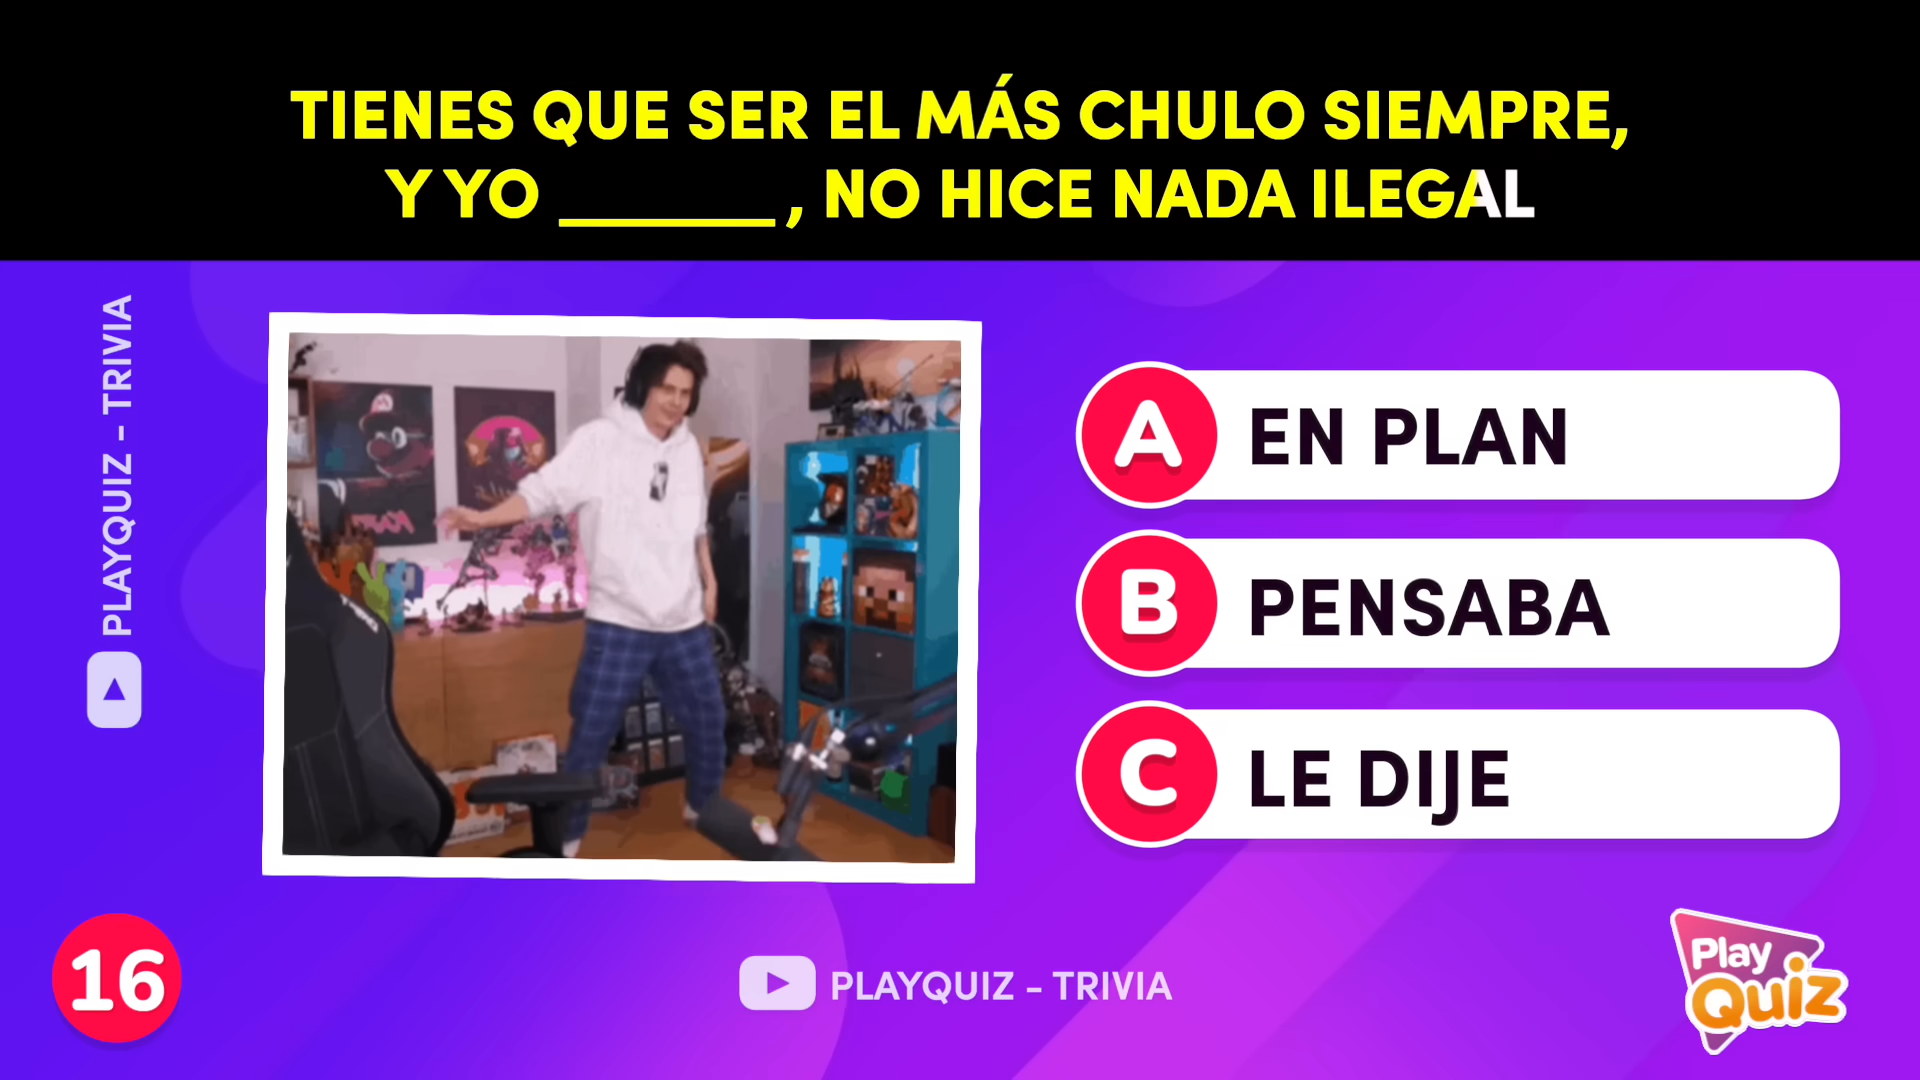 TIENES QUE SER EL MÁS CHULO SIEMPRE,
Y YO ______, NO HICE NADA ILEGAL
PLAYQUIZ - TRIVIA
A EN PLAN
B PENSABA
C LE DIJE
16
PLAYQUIZ - TRIVIA
Play
Quiz